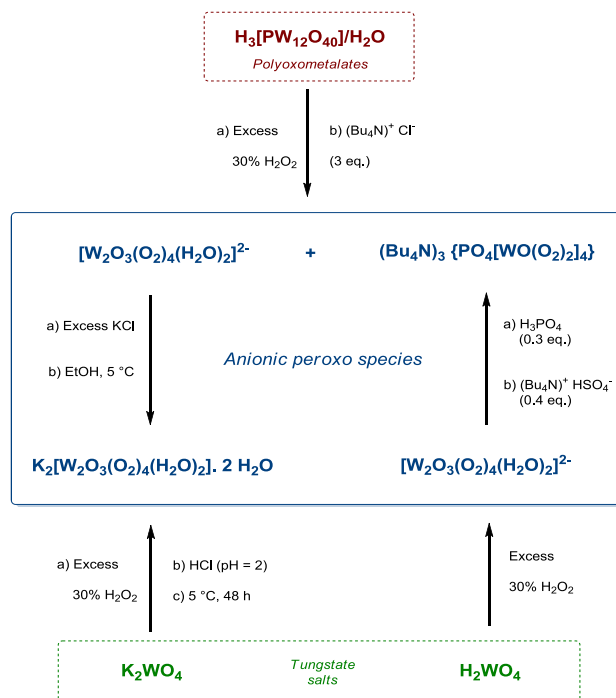 H₃[PW₁₂O₄₀]/H₂O
Polyoxometalates
a) Excess
30% H₂O₂
b) (Bu₄N)⁺ Cl⁻
(3 eq.)
[W₂O₃(O₂)₄(H₂O)₂]²⁻ + (Bu₄N)₃ {PO₄[WO(O₂)₂]₄}
a) Excess KCl
b) EtOH, 5 °C
Anionic peroxo species
a) H₃PO₄
(0.3 eq.)
b) (Bu₄N)⁺ HSO₄⁻
(0.4 eq.)
K₂[W₂O₃(O₂)₄(H₂O)₂]. 2 H₂O
[W₂O₃(O₂)₄(H₂O)₂]²⁻
a) Excess
30% H₂O₂
b) HCl (pH = 2)
c) 5 °C, 48 h
Excess
30% H₂O₂
K₂WO₄
Tungstate
salts
H₂WO₄